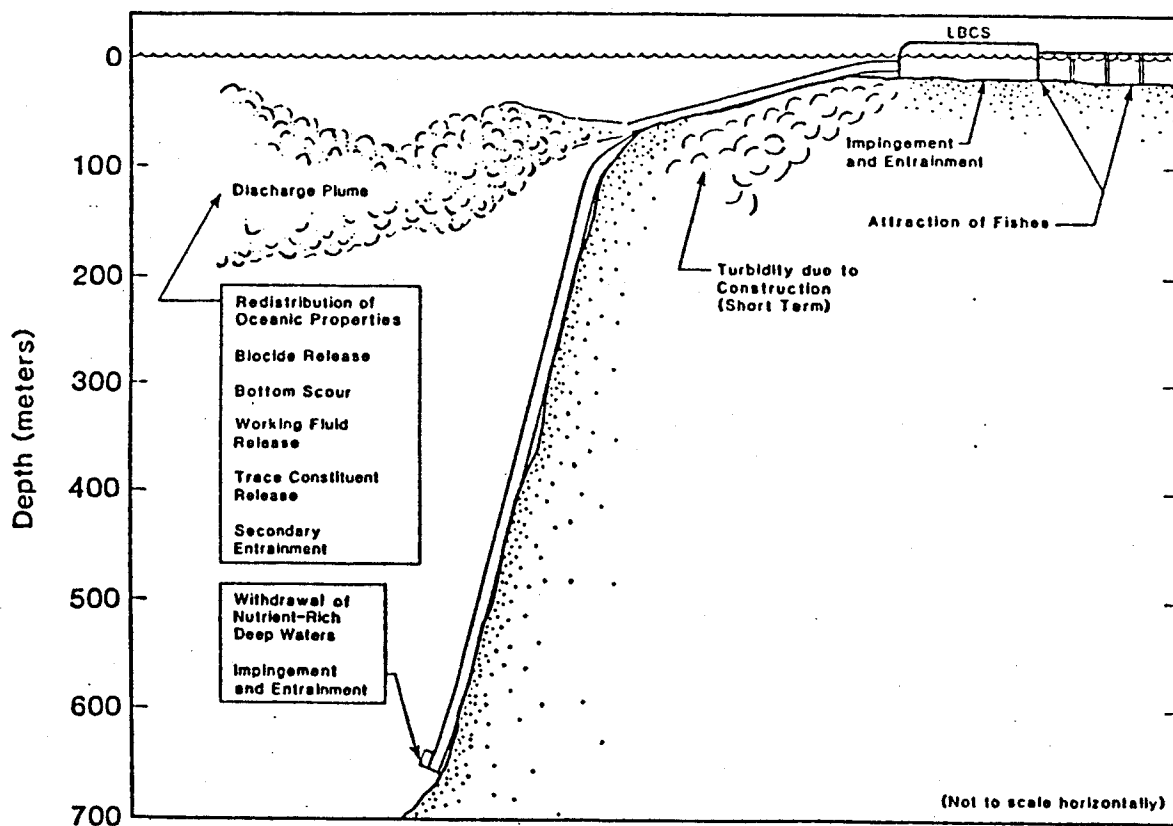 LBCS
0
100
200
300
400
500
600
700
Depth (meters)
Impingement
and Entrainment
Attraction of Fishes
Discharge Plume
Turbidity due to
Construction
(Short Term)
Redistribution of
Oceanic Properties
Biocide Release
Bottom Scour
Working Fluid
Release
Trace Constituent
Release
Secondary
Entrainment
Withdrawal of
Nutrient-Rich
Deep Waters
Impingement
and Entrainment
(Not to scale horizontally)